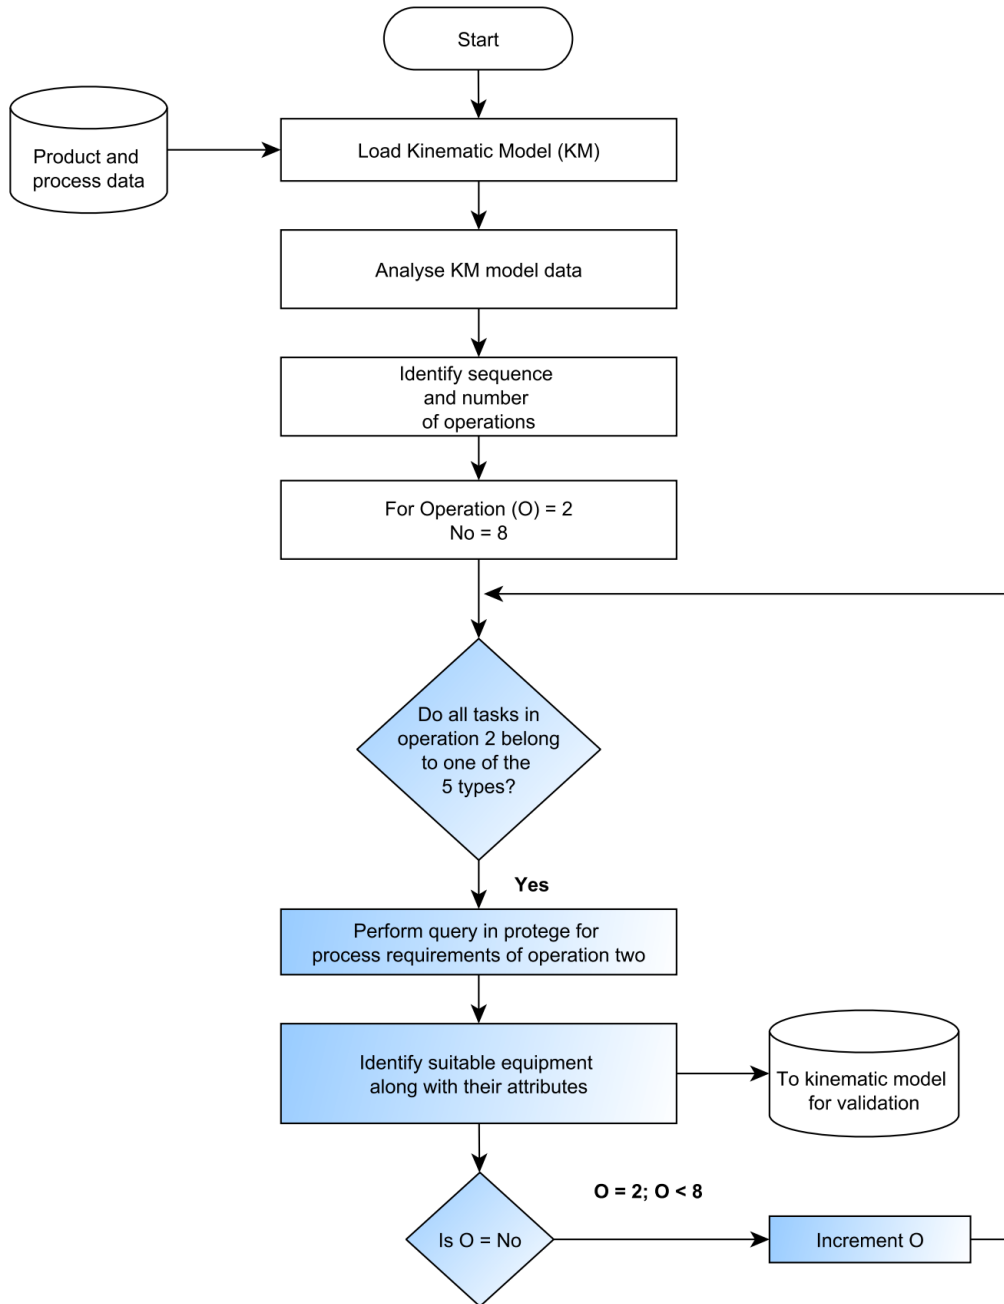 Start
Product and
process data
Load Kinematic Model (KM)
Analyse KM model data
Identify sequence
and number
of operations
For Operation (O) = 2
No = 8
Do all tasks in
operation 2 belong
to one of the
5 types?
Yes
Perform query in protege for
process requirements of operation two
Identify suitable equipment
along with their attributes
To kinematic model
for validation
O = 2; O < 8
Is O = No
Increment O